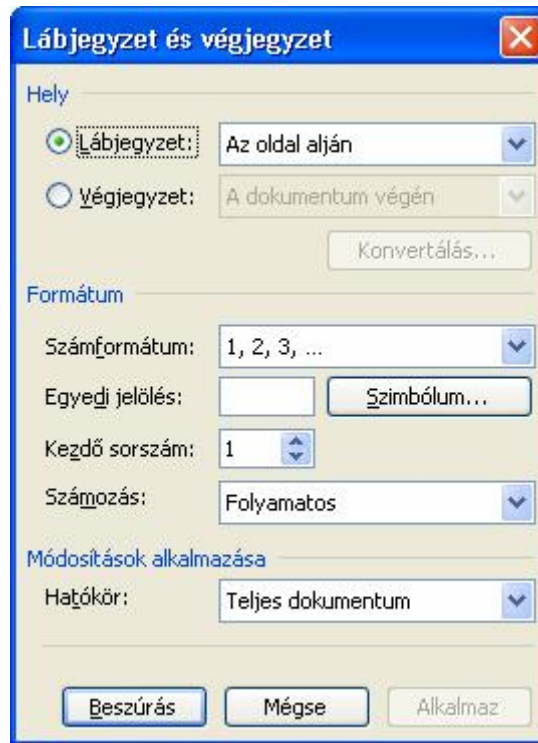 Lábjegyzet és végjegyzet
Hely
Lábjegyzet: Az oldal alján
Végjegyzet: A dokumentum végén
Konvertálás...
Formátum
Számformátum: 1, 2, 3, ...
Egyedi jelölés: Szimbólum...
Kezdő sorszám: 1
Számozás: Folyamatos
Módosítások alkalmazása
Hatókör: Teljes dokumentum
Beszúrás Mégse Alkalmaz